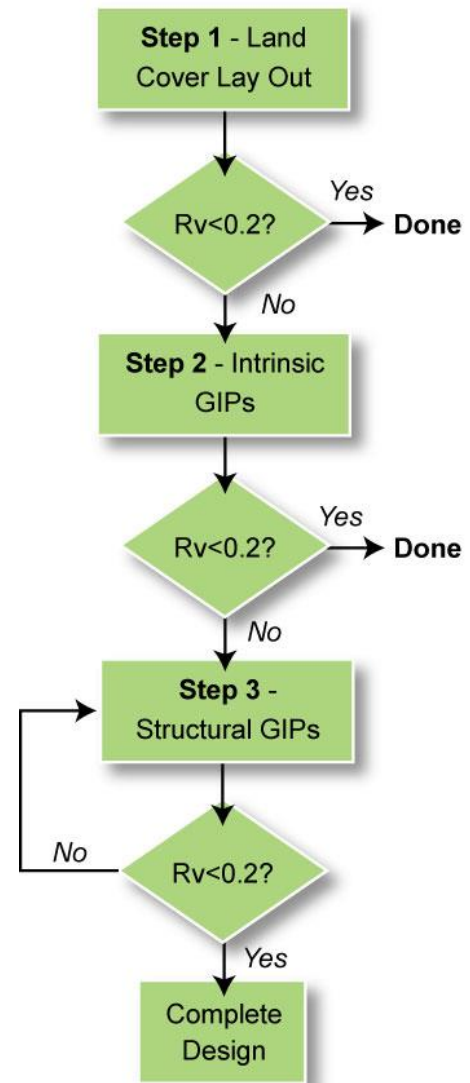 Step 1 - Land
Cover Lay Out
Rv<0.2?
Yes
Done
No
Step 2 - Intrinsic
GIPs
Rv<0.2?
Yes
Done
No
Step 3 -
Structural GIPs
Rv<0.2?
No
Yes
Complete
Design